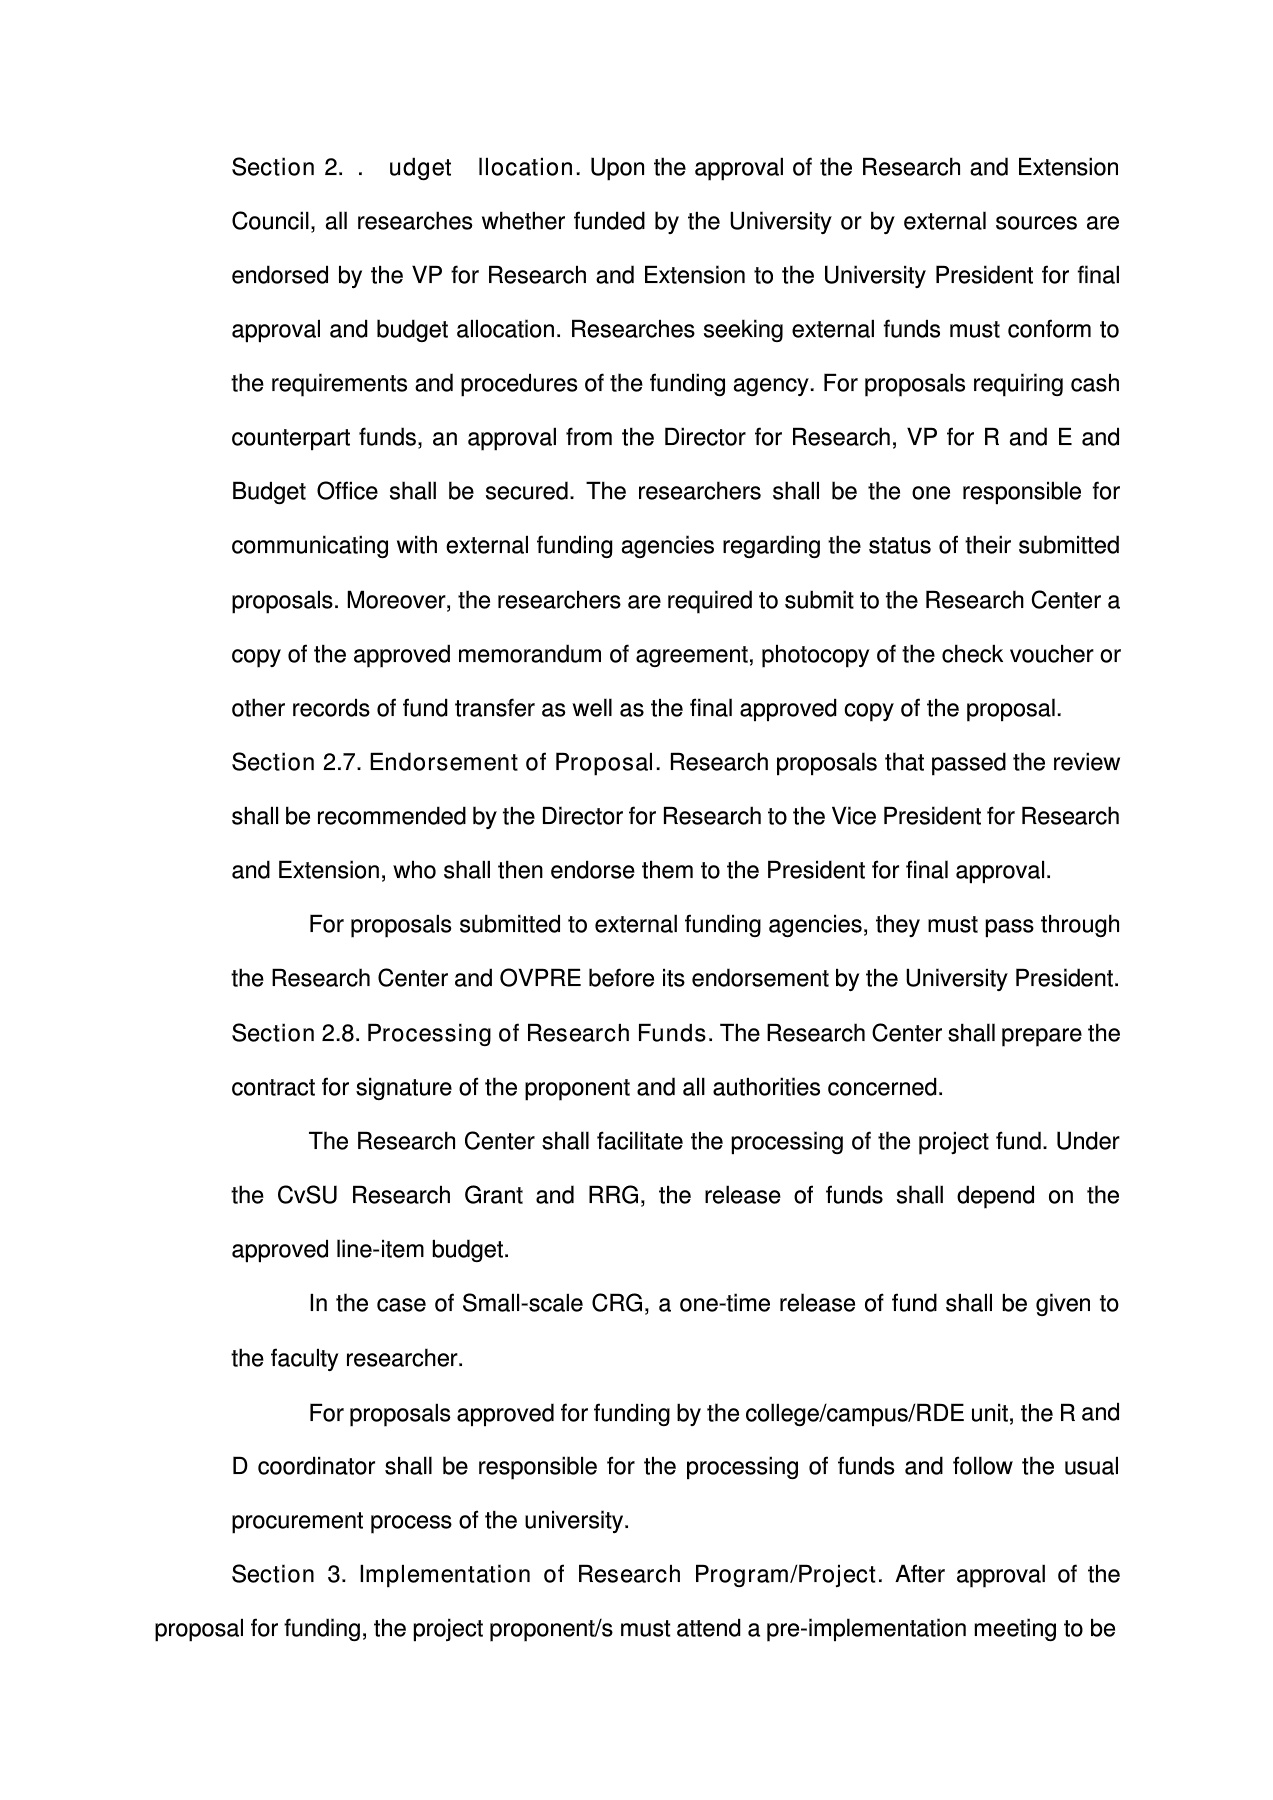 Section 2. . udget llocation. Upon the approval of the Research and Extension
Council, all researches whether funded by the University or by external sources are
endorsed by the VP for Research and Extension to the University President for final
approval and budget allocation. Researches seeking external funds must conform to
the requirements and procedures of the funding agency. For proposals requiring cash
counterpart funds, an approval from the Director for Research, VP for R and E and
Budget Office shall be secured. The researchers shall be the one responsible for
communicating with external funding agencies regarding the status of their submitted
proposals. Moreover, the researchers are required to submit to the Research Center a
copy of the approved memorandum of agreement, photocopy of the check voucher or
other records of fund transfer as well as the final approved copy of the proposal.
Section 2.7. Endorsement of Proposal. Research proposals that passed the review
shall be recommended by the Director for Research to the Vice President for Research
and Extension, who shall then endorse them to the President for final approval.
For proposals submitted to external funding agencies, they must pass through
the Research Center and OVPRE before its endorsement by the University President.
Section 2.8. Processing of Research Funds. The Research Center shall prepare the
contract for signature of the proponent and all authorities concerned.
The Research Center shall facilitate the processing of the project fund. Under
the CvSU Research Grant and RRG, the release of funds shall depend on the
approved line-item budget.
In the case of Small-scale CRG, a one-time release of fund shall be given to
the faculty researcher.
For proposals approved for funding by the college/campus/RDE unit, the R and
D coordinator shall be responsible for the processing of funds and follow the usual
procurement process of the university.
Section 3. Implementation of Research Program/Project. After approval of the
proposal for funding, the project proponent/s must attend a pre-implementation meeting to be